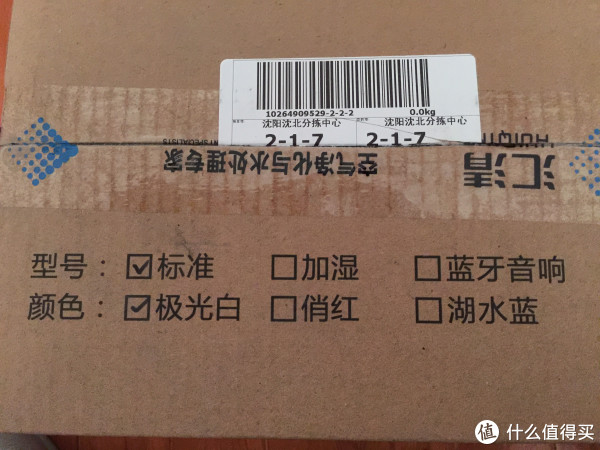 10264909529-2-2-2 0.0kg
沈阳沈北分拣中心 沈阳沈北分拣中心
2-1-7 2-1-7
汇清
空气净化与水处理专家
型号：☑标准 ☐加湿 ☐蓝牙音响
颜色：☑极光白 ☐俏红 ☐湖水蓝
值 什么值得买